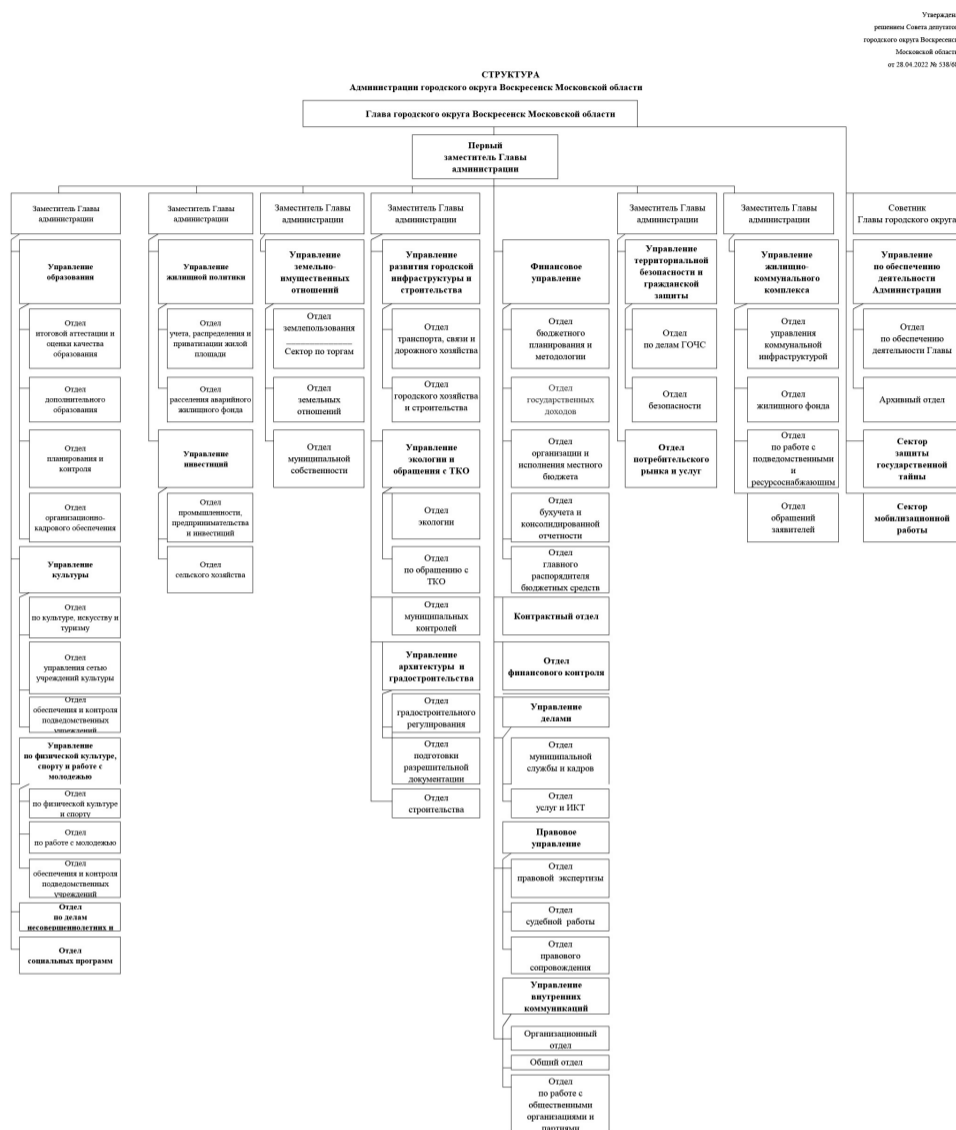 Утвержден
решением Совета депутатов
городского округа Воскресенск
Московской области
от 28.04.2022 № 538/6
СТРУКТУРА
Администрации городского округа Воскресенск Московской области
Глава городского округа Воскресенск Московской области
Первый
заместитель Главы
администрации
Заместитель Главы
администрации
Управление
образования
Отдел
итоговой аттестации и
оценки качества
образования
Отдел
дополнительного
образования
Отдел
планирования и
контроля
Отдел
организационно-
кадрового обеспечения
Управление
культуры
Отдел
по культуре, искусству и
туризму
Отдел
управления сетью
учреждений культуры
Отдел
обеспечения и контроля
подведомственных
учреждений
Управление
по физической культуре,
спорту и работе с
молодежью
Отдел
по физической культуре
и спорту
Отдел
по работе с молодежью
Отдел
обеспечения и контроля
подведомственных
учреждений
Отдел
по делам
несовершеннолетних и
Отдел
социальных программ
Заместитель Главы
администрации
Управление
жилищной политики
Отдел
учета, распределения и
приватизации жилой
площади
Отдел
расселения аварийного
жилищного фонда
Управление
инвестиций
Отдел
промышленности,
предпринимательства
и инвестиций
Отдел
сельского хозяйства
Заместитель Главы
администрации
Управление
земельно-
имущественных
отношений
Отдел
землепользования
Сектор по торгам
Отдел
земельных
отношений
Отдел
муниципальной
собственности
Заместитель Главы
администрации
Управление
развития городской
инфраструктуры и
строительства
Отдел
транспорта, связи и
дорожного хозяйства
Отдел
городского хозяйства
и строительства
Управление
экологии и
обращения с ТКО
Отдел
экологии
Отдел
по обращению с
ТКО
Отдел
муниципальных
контролей
Управление
архитектуры и
градостроительства
Отдел
градостроительного
регулирования
Отдел
подготовки
разрешительной
документации
Отдел
строительства
Финансовое
управление
Отдел
бюджетного
планирования и
методологии
Отдел
государственных
доходов
Отдел
организации и
исполнения местного
бюджета
Отдел
бухучета и
консолидированной
отчетности
Отдел
главного
распорядителя
бюджетных средств
Контрактный отдел
Отдел
финансового контроля
Управление
делами
Отдел
муниципальной
службы и кадров
Отдел
услуг и ИКТ
Правовое
управление
Отдел
правовой экспертизы
Отдел
судебной работы
Отдел
правового
сопровождения
Управление
внутренних
коммуникаций
Организационный
отдел
Общий отдел
Отдел
по работе с
общественными
организациями и
партиями
Заместитель Главы
администрации
Управление
территориальной
безопасности и
гражданской
защиты
Отдел
по делам ГОЧС
Отдел
безопасности
Отдел
потребительского
рынка и услуг
Заместитель Главы
администрации
Управление
жилищно-
коммунального
комплекса
Отдел
управления
коммунальной
инфраструктурой
Отдел
жилищного фонда
Отдел
по работе с
подведомственными
и
ресурсоснабжающим
Отдел
обращений
заявителей
Советник
Главы городского округа
Управление
по обеспечению
деятельности
Администрации
Отдел
по обеспечению
деятельности Главы
Архивный отдел
Сектор
защиты
государственной
тайны
Сектор
мобилизационной
работы